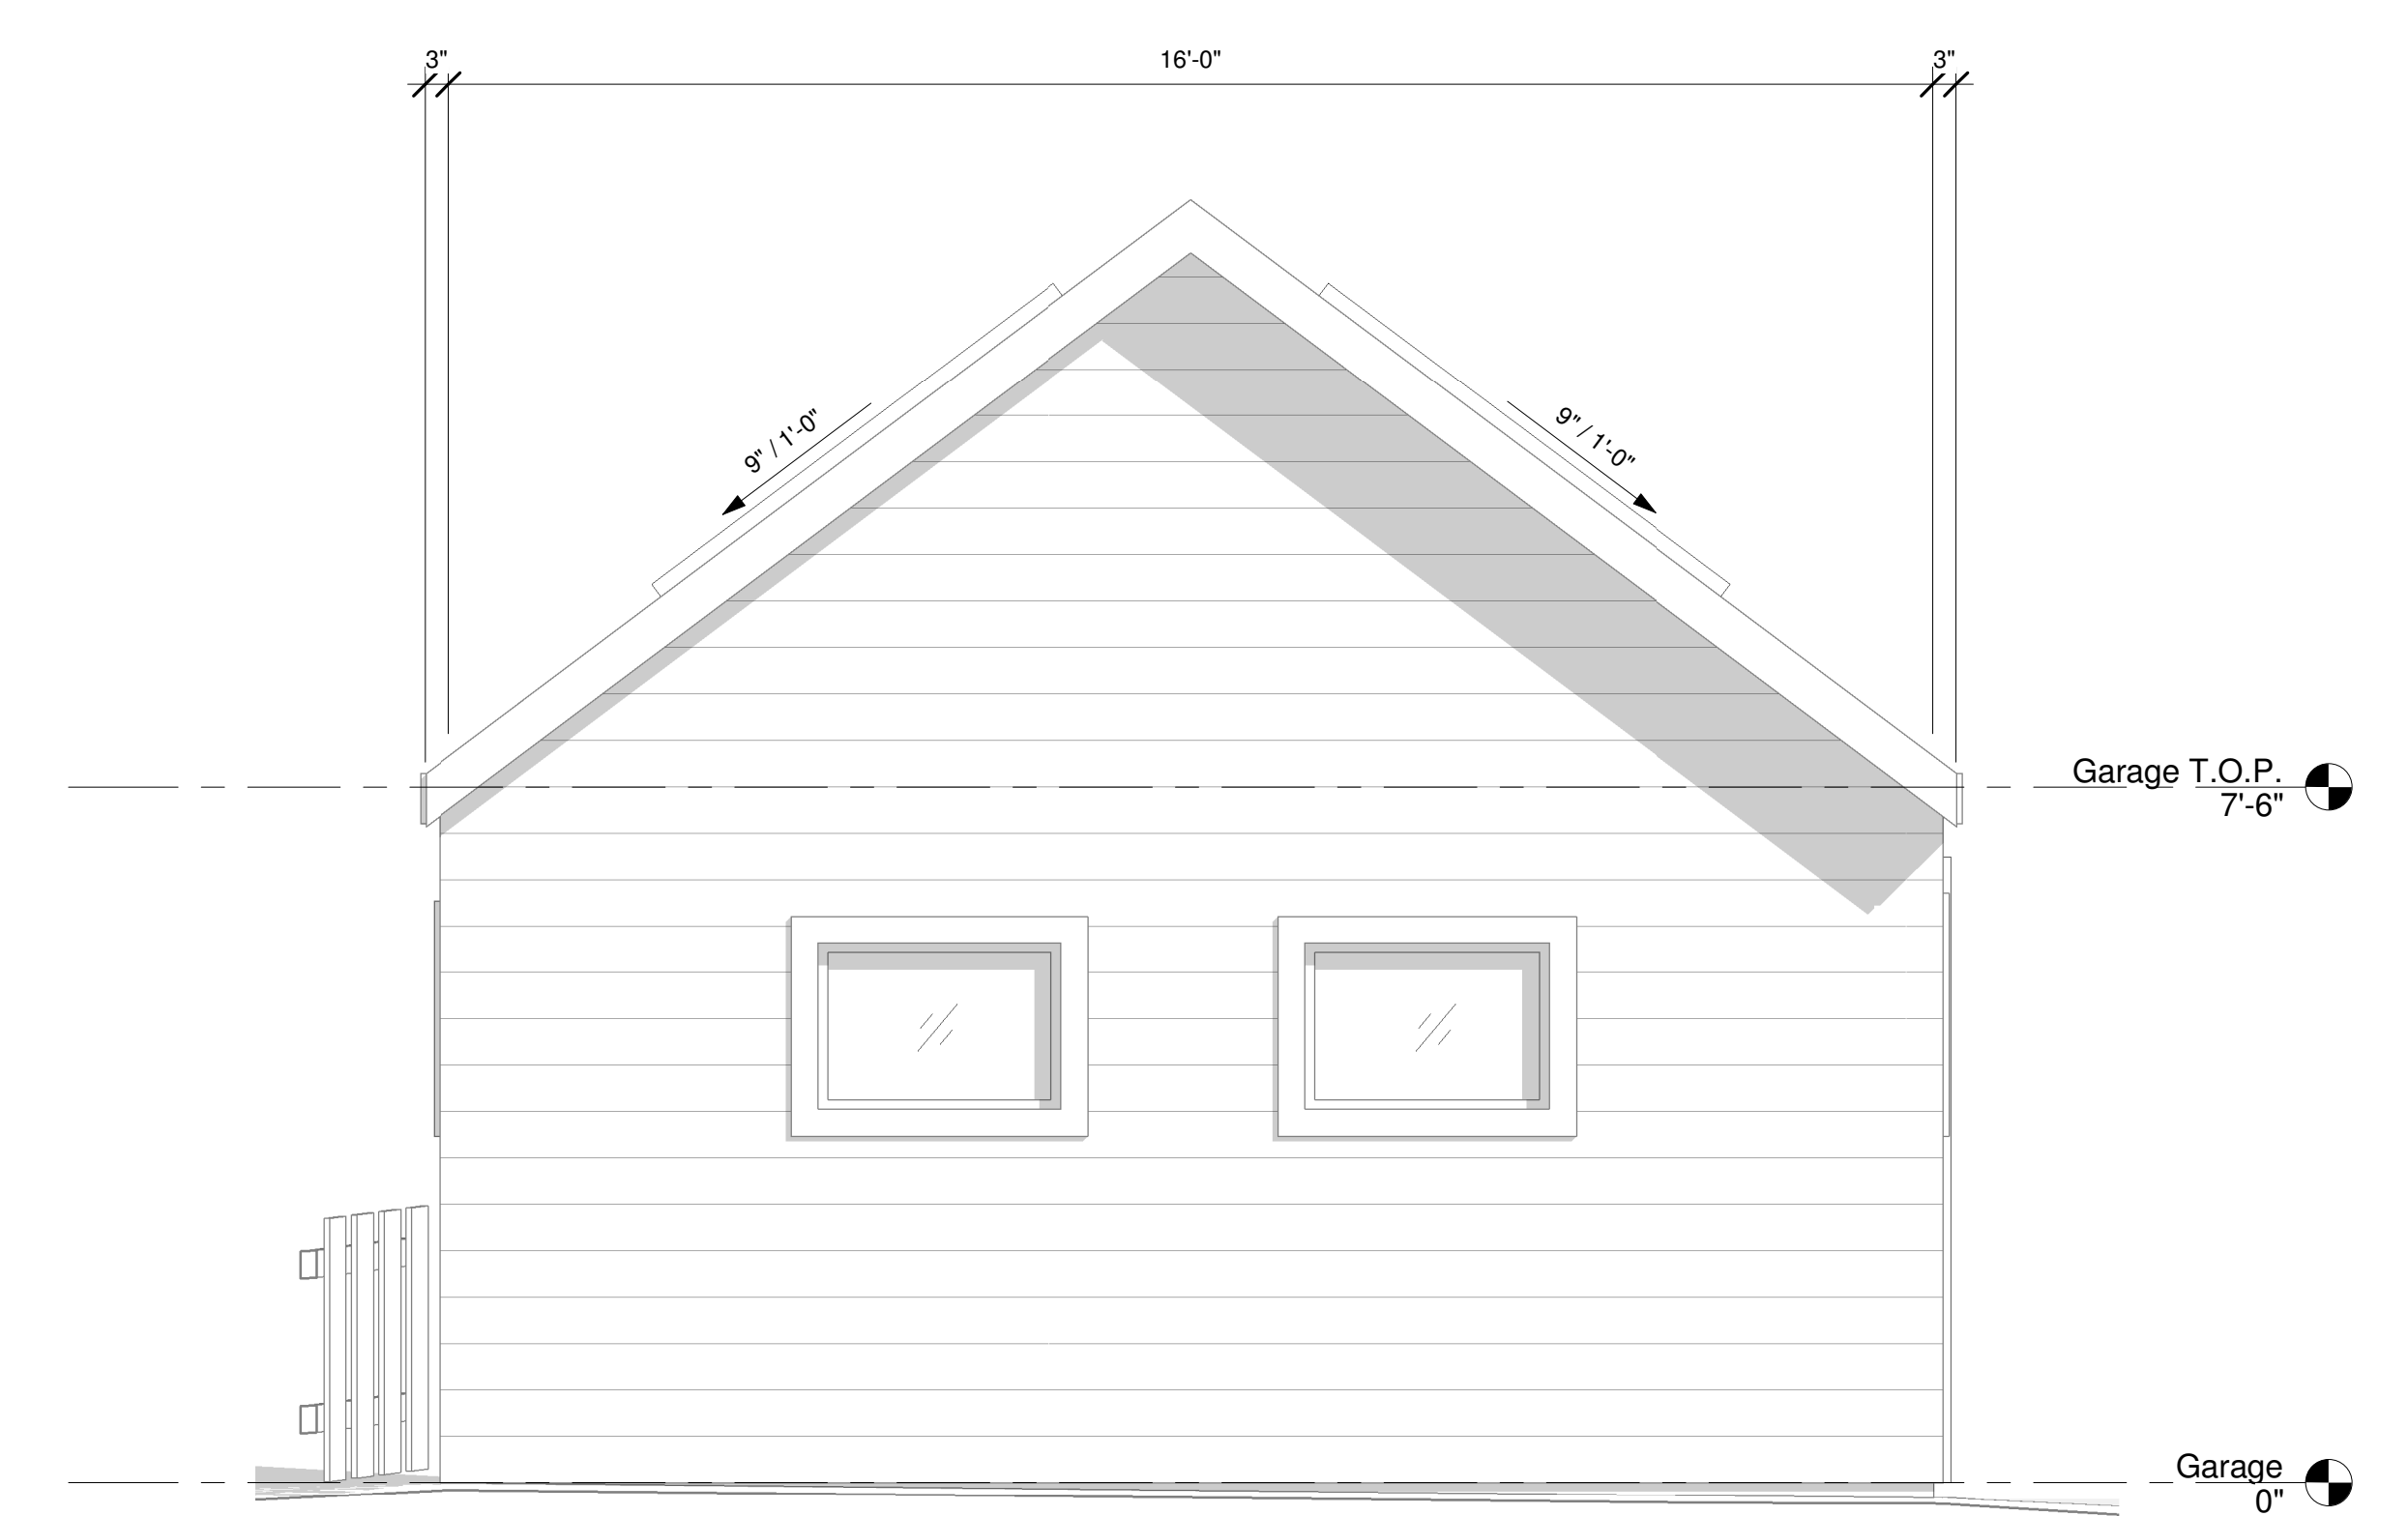 3" 16'-0" 3"
9" / 1'-0" 9" / 1'-0"
Garage T.O.P.
7'-6"
Garage
0"